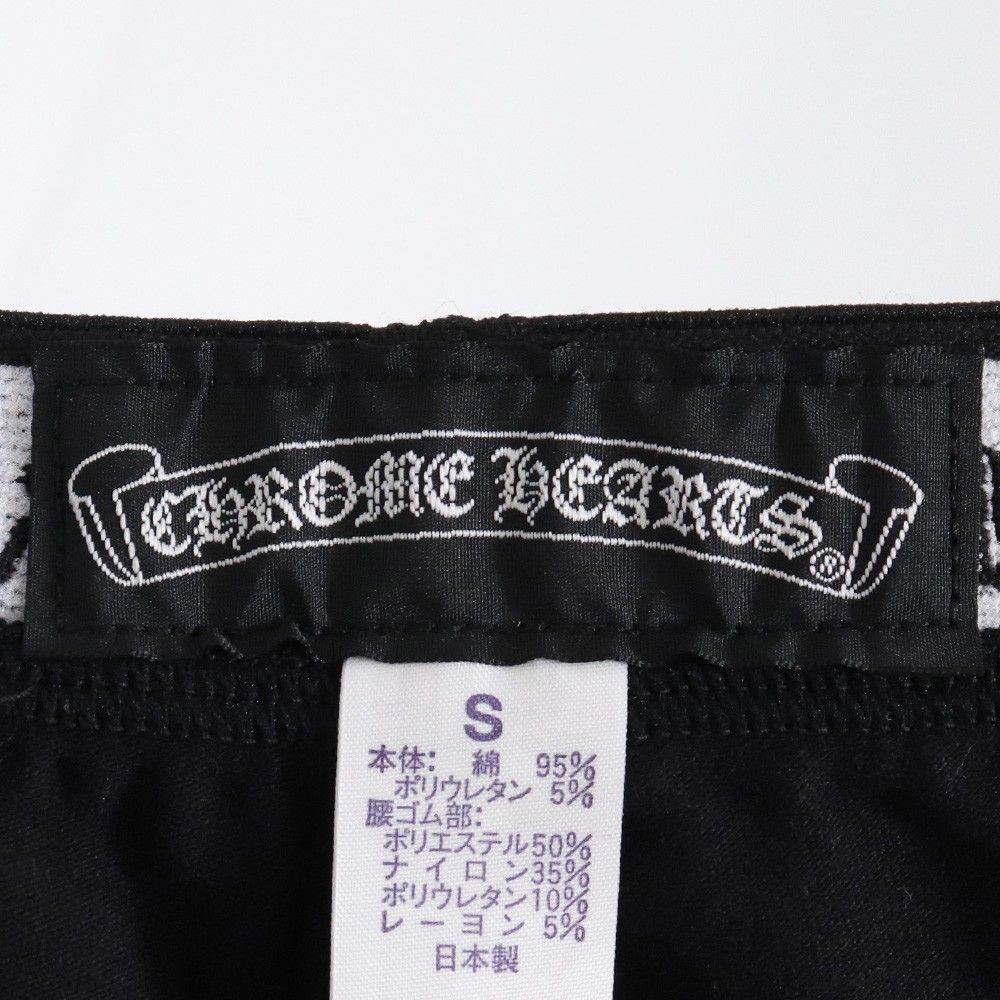 CHROME HEARTS®
S
本体: 綿 95%
ポリウレタン 5%
腰ゴム部:
ポリエステル50%
ナイロン35%
ポリウレタン10%
レーヨン 5%
日本製